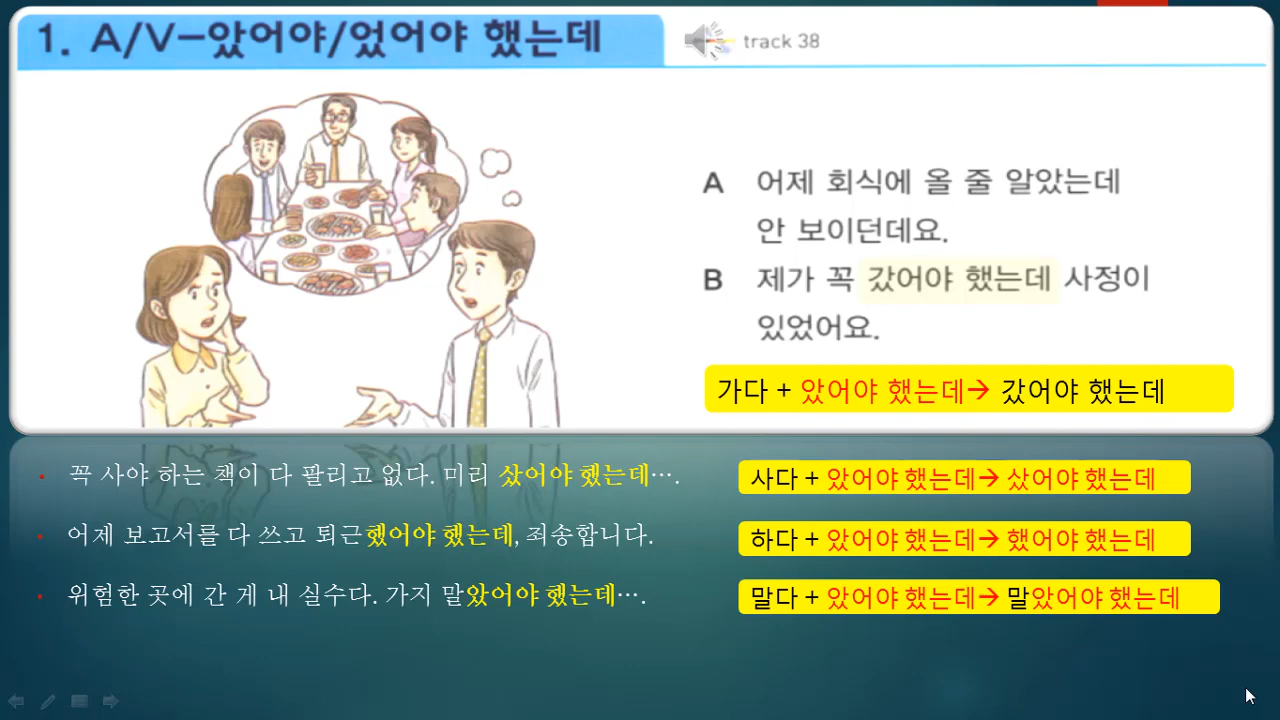 1. A/V－았어야/었어야 했는데
track 38
A 어제 회식에 올 줄 알았는데
안 보이던데요.
B 제가 꼭 갔어야 했는데 사정이
있었어요.
가다 + 았어야 했는데→ 갔어야 했는데
• 꼭 사야 하는 책이 다 팔리고 없다. 미리 샀어야 했는데….
사다 + 았어야 했는데→ 샀어야 했는데
• 어제 보고서를 다 쓰고 퇴근했어야 했는데, 죄송합니다.
하다 + 았어야 했는데→ 했어야 했는데
• 위험한 곳에 간 게 내 실수다. 가지 말았어야 했는데….
말다 + 았어야 했는데→ 말았어야 했는데